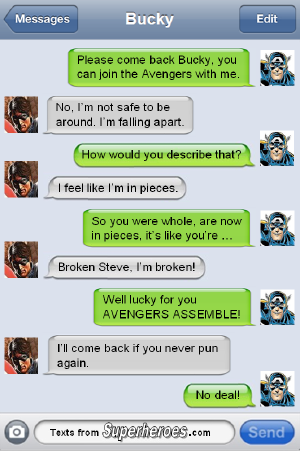 Messages Bucky Edit
Please come back Bucky, you
can join the Avengers with me.
No, I'm not safe to be
around. I'm falling apart.
How would you describe that?
I feel like I'm in pieces.
So you were whole, are now
in pieces, it's like you're ...
Broken Steve, I'm broken!
Well lucky for you
AVENGERS ASSEMBLE!
I'll come back if you never pun
again.
No deal!
Texts from Superheroes.com Send